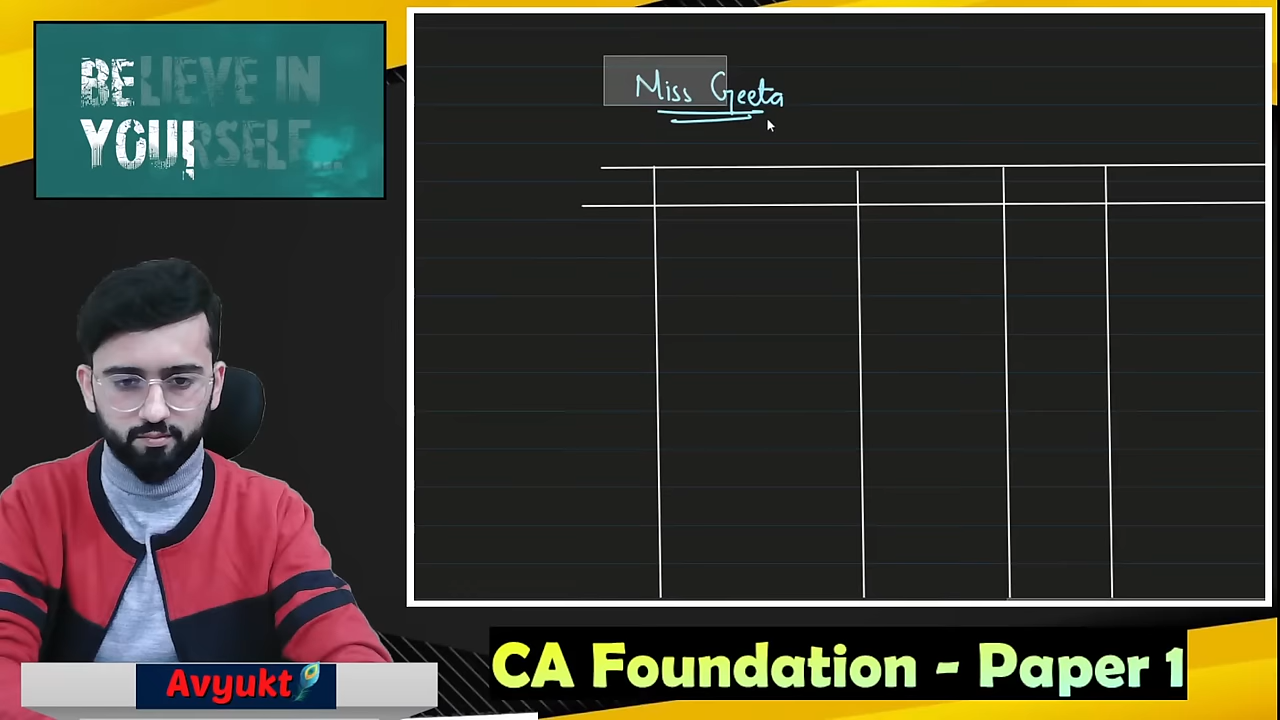 BELIEVE IN
YOURSELF...
Miss Geeta
Avyukt
CA Foundation - Paper 1